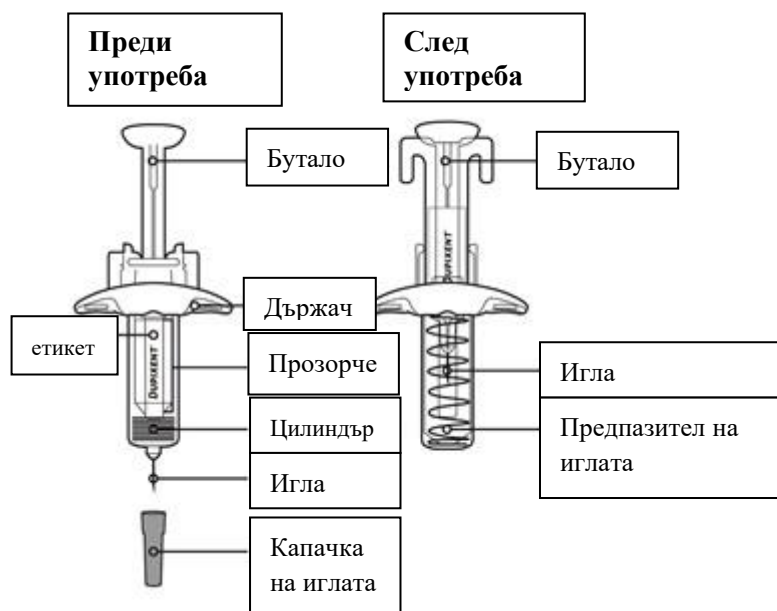 Преди
употреба
След
употреба
Бутало
Бутало
Държач
етикет
DUPIXENT
Прозорче
Цилиндър
Игла
Капачка
на иглата
DUPIXENT
Игла
Предпазител на
иглата